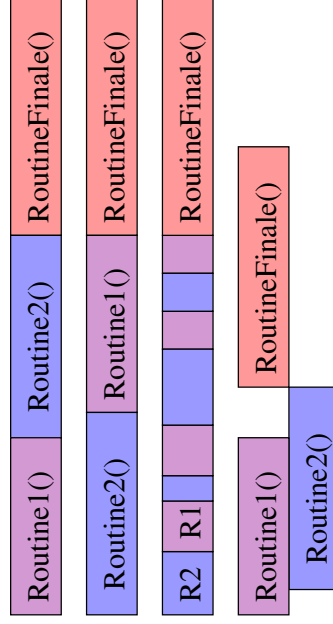 Routine1() Routine2() RoutineFinale()
Routine2() Routine1() RoutineFinale()
R2 R1 RoutineFinale()
Routine1() RoutineFinale()
Routine2()